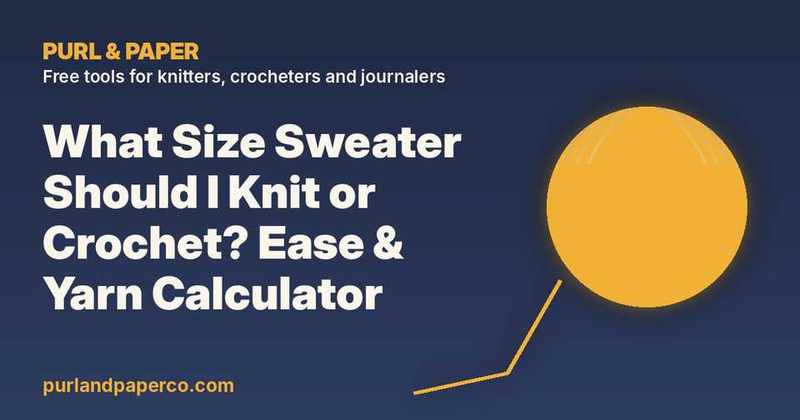 PURL & PAPER
Free tools for knitters, crocheters and journalers
What Size Sweater
Should I Knit or
Crochet? Ease &
Yarn Calculator
purlandpaperco.com